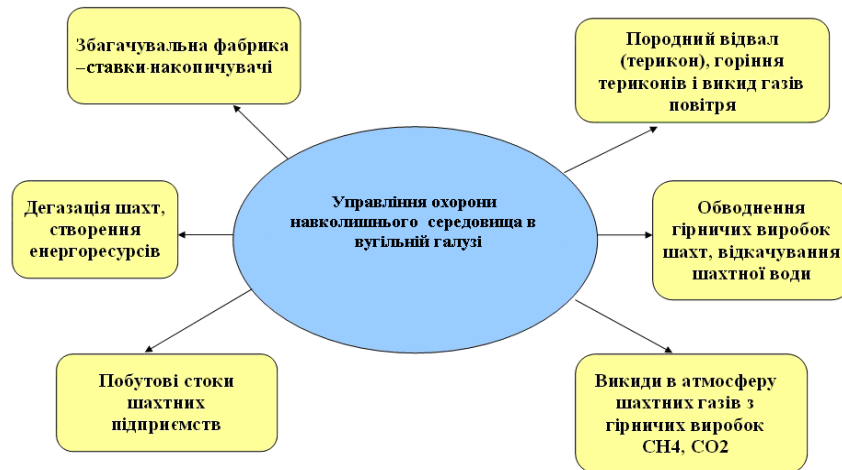 Збагачувальна фабрика
–ставки-накопичувачі
Породний відвал
(терикон), горіння
териконів і викид газів
повітря
Управління охорони
навколишнього середовища в
вугільній галузі
Дегазація шахт,
створення
енергоресурсів
Обводнення
гірничих виробок
шахт, відкачування
шахтної води
Побутові стоки
шахтних
підприємств
Викиди в атмосферу
шахтних газів з
гірничих виробок
СН4, СО2